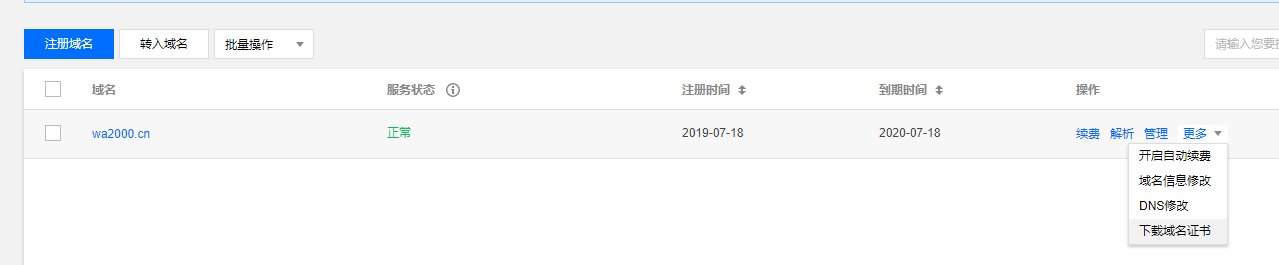 注册域名 转入域名 批量操作 请输入您要
域名 服务状态 注册时间 到期时间 操作
wa2000.cn 正常 2019-07-18 2020-07-18 续费 解析 管理 更多
开启自动续费
域名信息修改
DNS修改
下载域名证书